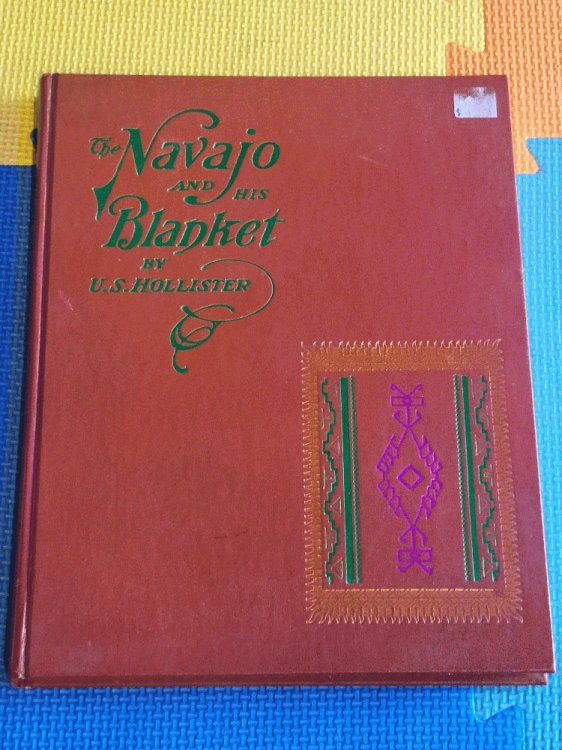 The Navajo
AND HIS
Blanket
BY
U.S. HOLLISTER
$